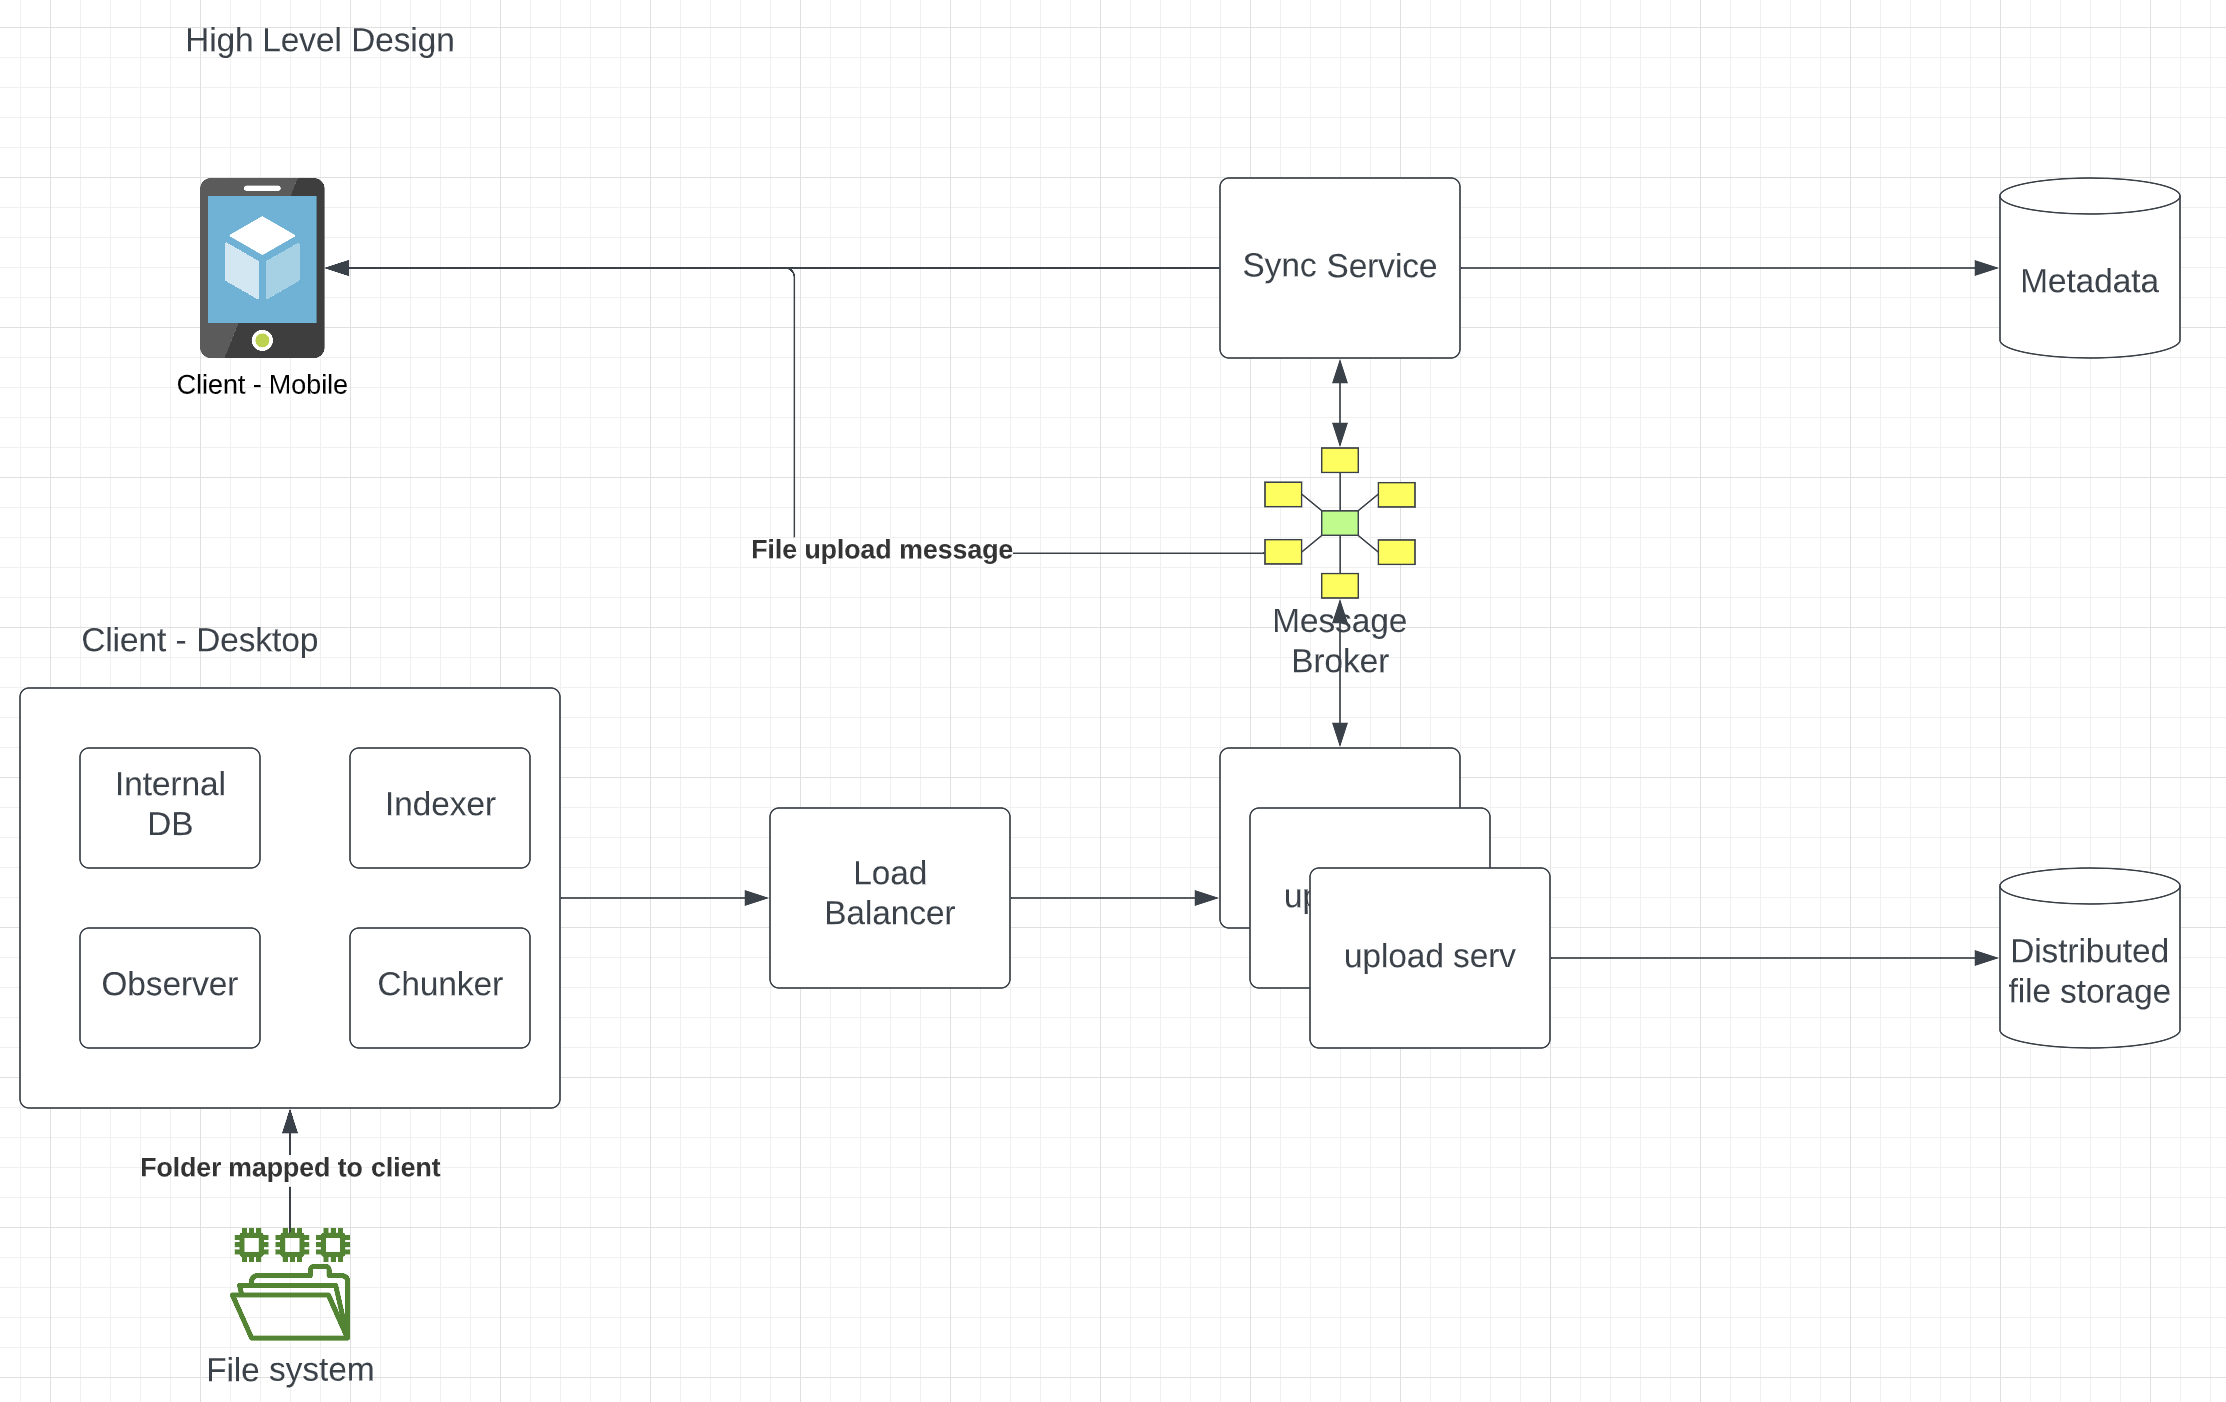 High Level Design
Sync Service
Metadata
Client - Mobile
File upload message
Message
Broker
Client - Desktop
Internal
DB
Indexer
Observer
Chunker
Load
Balancer
up
upload serv
Distributed
file storage
Folder mapped to client
File system